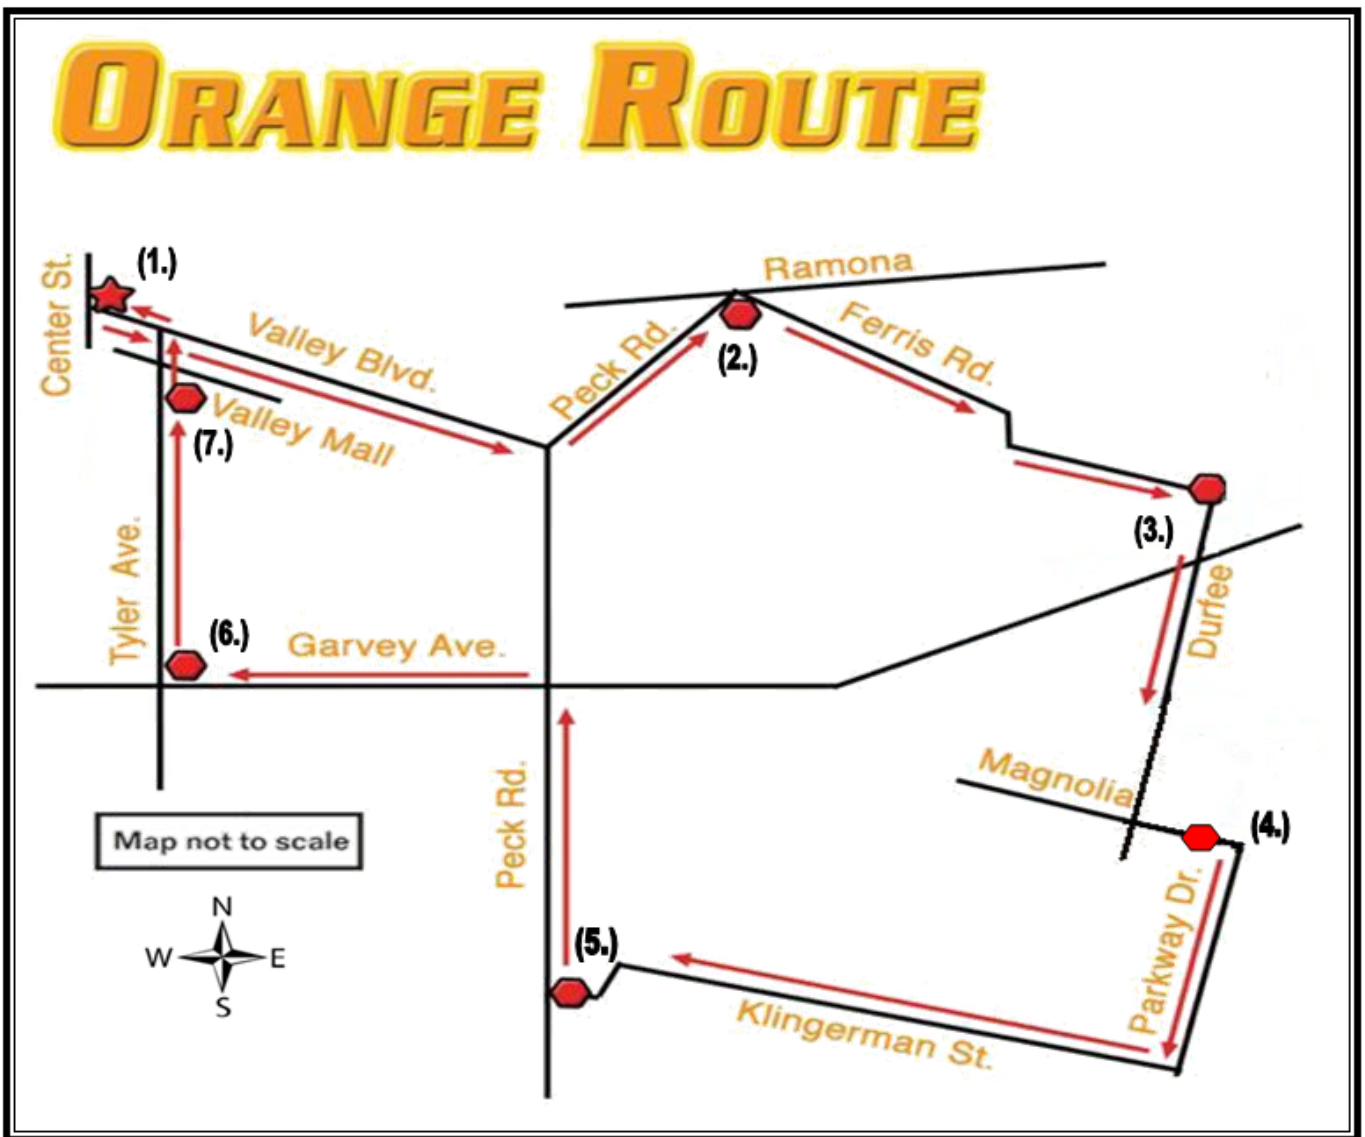 ORANGE ROUTE
(1.)
Center St.
Valley Blvd.
Ramona
Peck Rd.
Ferris Rd.
(2.)
Valley Mall
(7.)
(3.)
Tyler Ave.
(6.)
Garvey Ave.
Durfee
Magnolia
(4.)
Map not to scale
Peck Rd.
Parkway Dr.
(5.)
Klingerman St.
N
W E
S